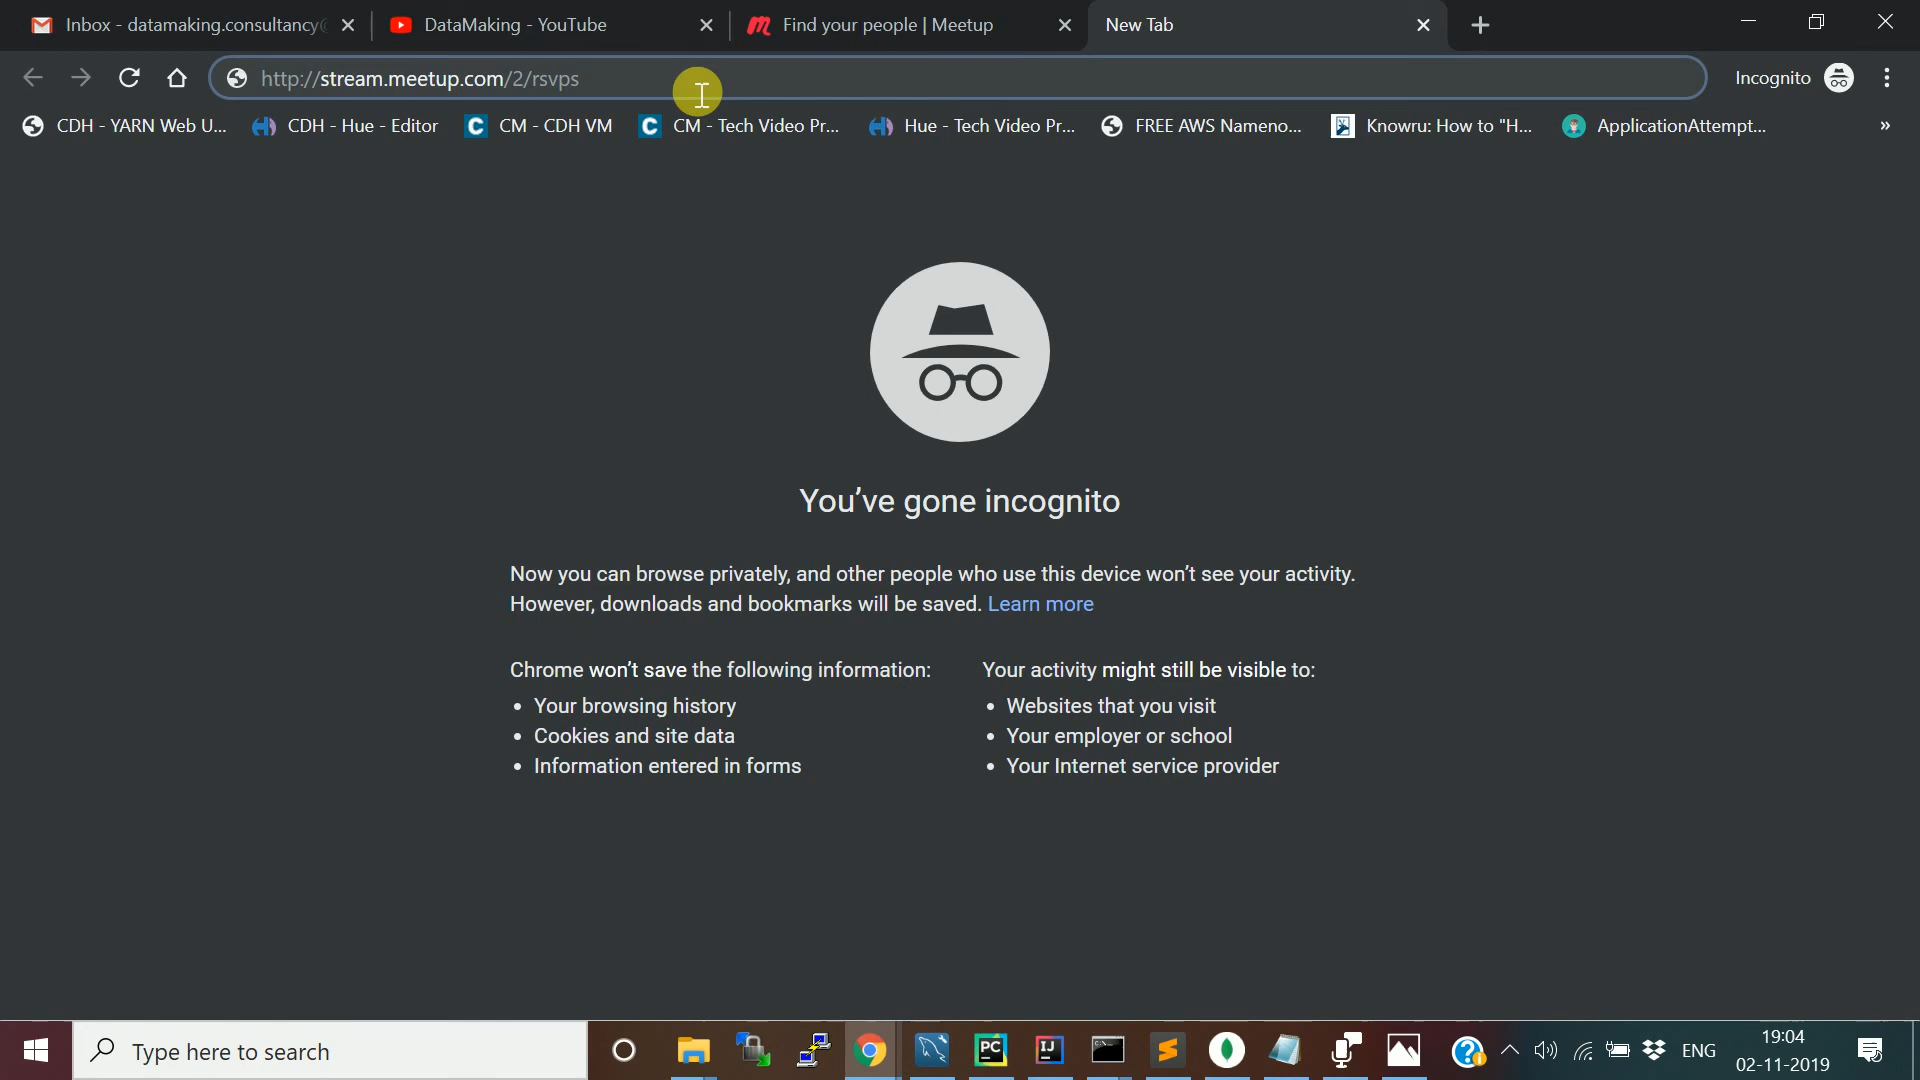 Inbox - datamaking.consultancy@
DataMaking - YouTube
Find your people | Meetup
New Tab
http://stream.meetup.com/2/rsvps
Incognito
CDH - YARN Web U...
CDH - Hue - Editor
C
CM - CDH VM
C
CM - Tech Video Pr...
Hue - Tech Video Pr...
FREE AWS Nameno...
Knowru: How to "H...
ApplicationAttempt...
»
You've gone incognito
Now you can browse privately, and other people who use this device won't see your activity.
However, downloads and bookmarks will be saved. Learn more
Chrome won't save the following information:
• Your browsing history
• Cookies and site data
• Information entered in forms
Your activity might still be visible to:
• Websites that you visit
• Your employer or school
• Your Internet service provider
Type here to search
PC
IJ
ENG
19:04
02-11-2019